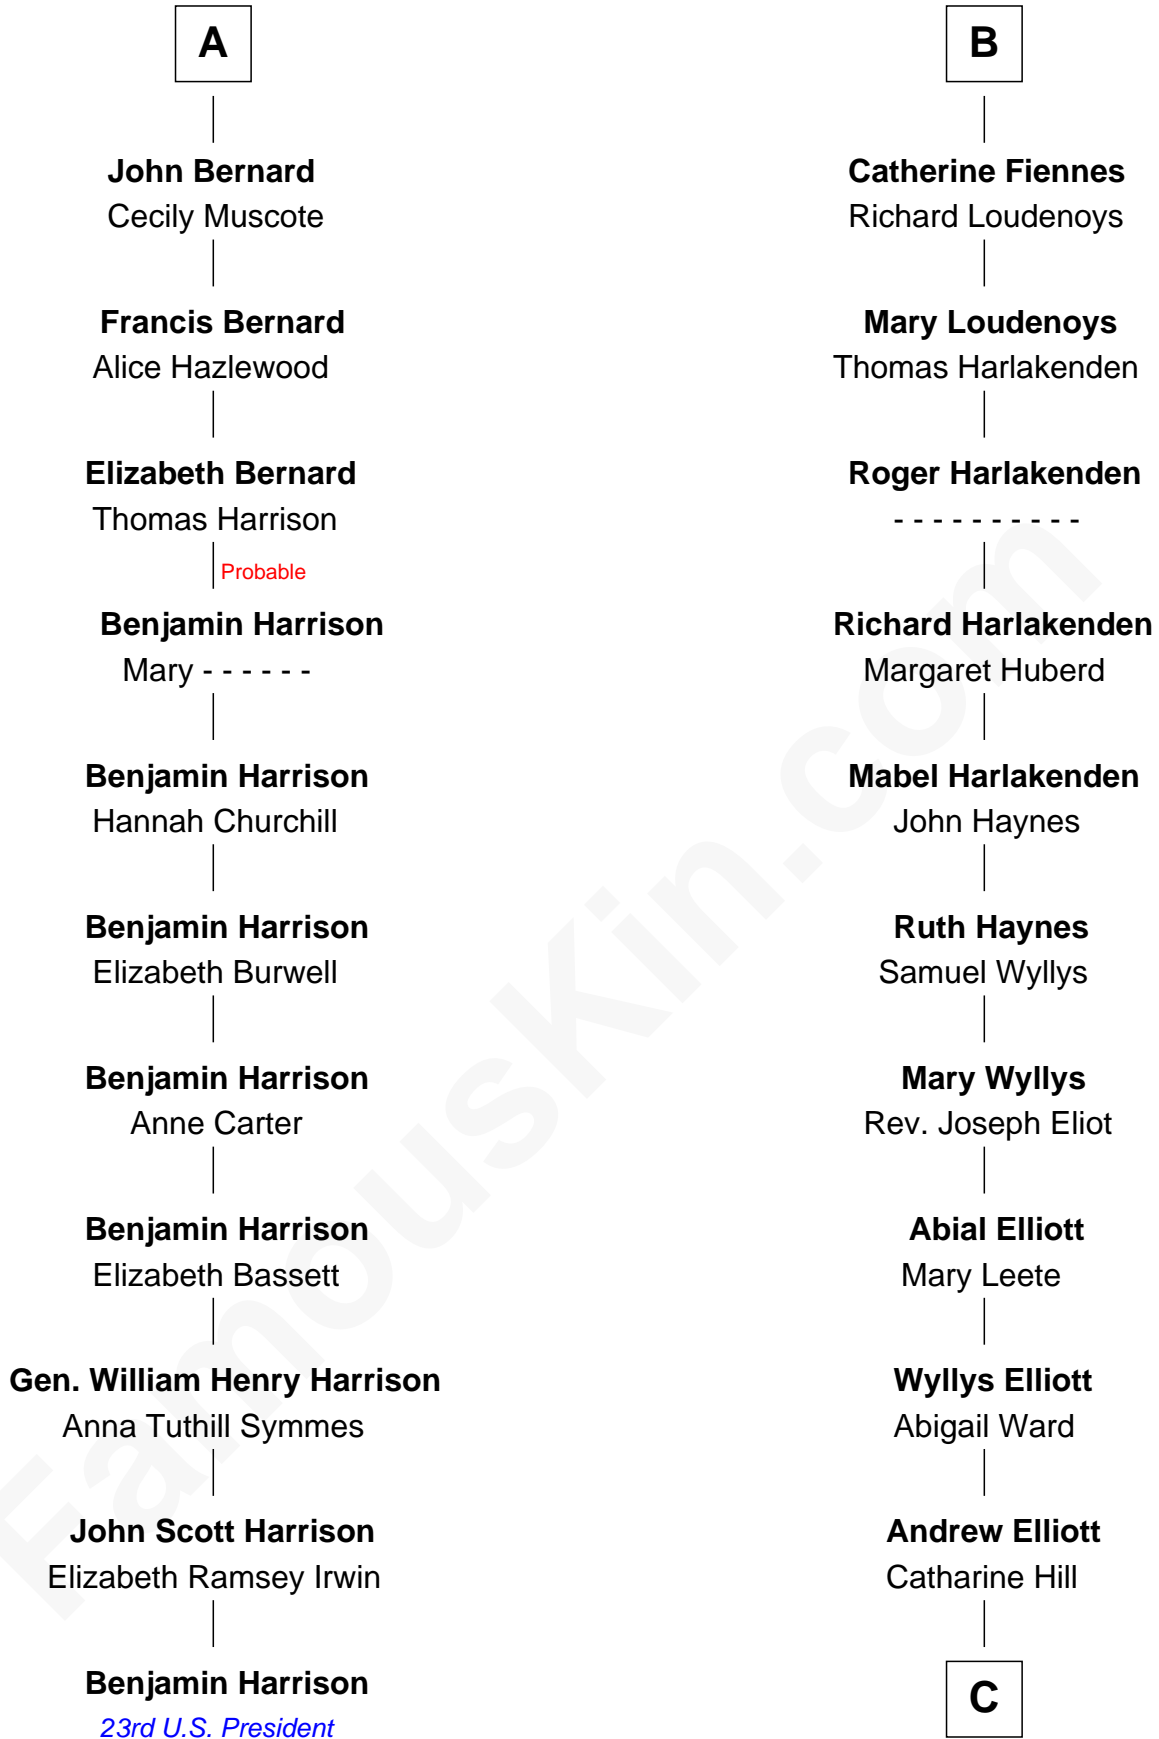 A
John Bernard
Cecily Muscote
Francis Bernard
Alice Hazlewood
Elizabeth Bernard
Thomas Harrison
Probable
Benjamin Harrison
Mary - - - - - -
Benjamin Harrison
Hannah Churchill
Benjamin Harrison
Elizabeth Burwell
Benjamin Harrison
Anne Carter
Benjamin Harrison
Elizabeth Bassett
Gen. William Henry Harrison
Anna Tuthill Symmes
John Scott Harrison
Elizabeth Ramsey Irwin
Benjamin Harrison
23rd U.S. President
B
Catherine Fiennes
Richard Loudenoys
Mary Loudenoys
Thomas Harlakenden
Roger Harlakenden
- - - - - - - - - -
Richard Harlakenden
Margaret Huberd
Mabel Harlakenden
John Haynes
Ruth Haynes
Samuel Wyllys
Mary Wyllys
Rev. Joseph Eliot
Abial Elliott
Mary Leete
Wyllys Elliott
Abigail Ward
Andrew Elliott
Catharine Hill
C
FamousKin.com